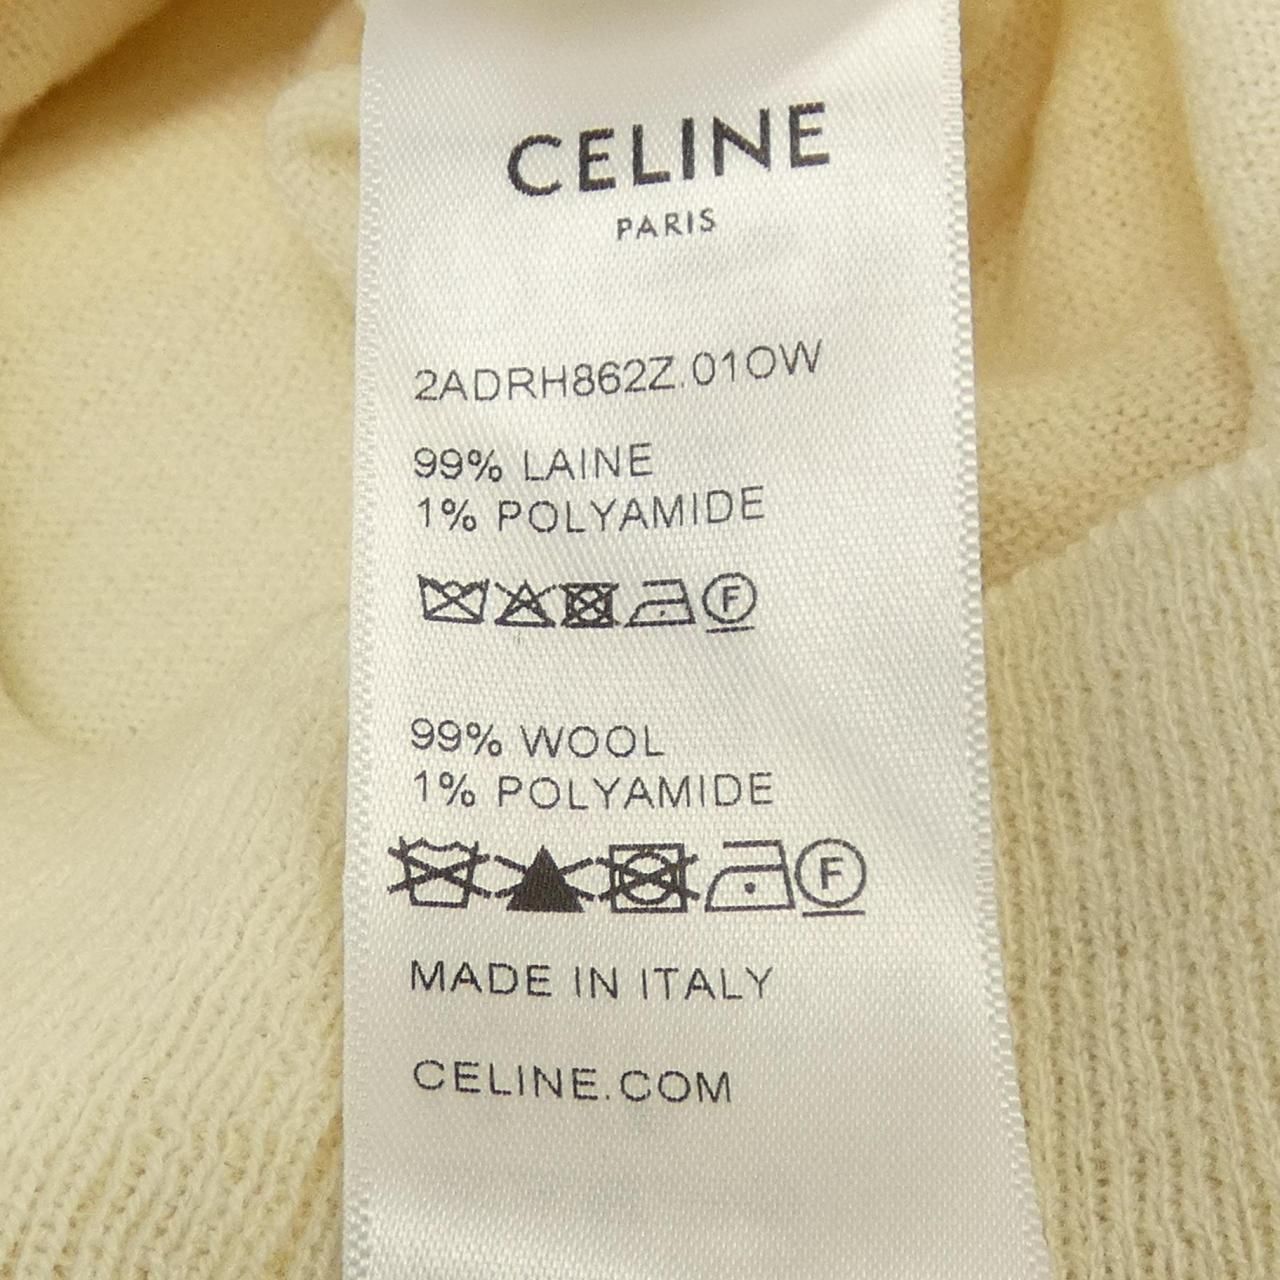 CELINE
PARIS
2ADRH862Z.01OW
99% LAINE
1% POLYAMIDE
F
99% WOOL
1% POLYAMIDE
F
MADE IN ITALY
CELINE.COM